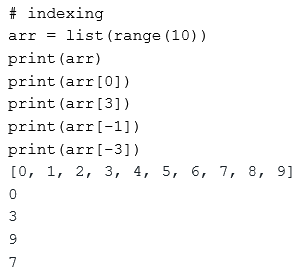 # indexing
arr = list(range(10))
print(arr)
print(arr[0])
print(arr[3])
print(arr[-1])
print(arr[-3])
[0, 1, 2, 3, 4, 5, 6, 7, 8, 9]
0
3
9
7